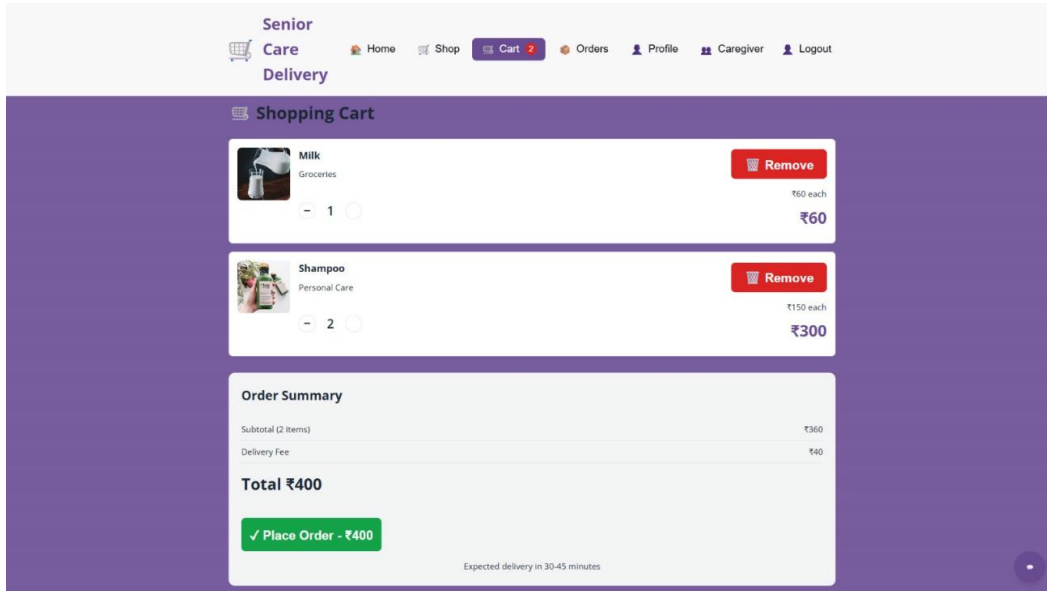 Senior
Care
Delivery
Home
Shop
Cart 2
Orders
Profile
Caregiver
Logout
Shopping Cart
Milk
Groceries
− 1
Remove
₹60 each
₹60
Shampoo
Personal Care
− 2
Remove
₹150 each
₹300
Order Summary
Subtotal (2 items) ₹360
Delivery Fee ₹40
Total ₹400
✓ Place Order - ₹400
Expected delivery in 30-45 minutes